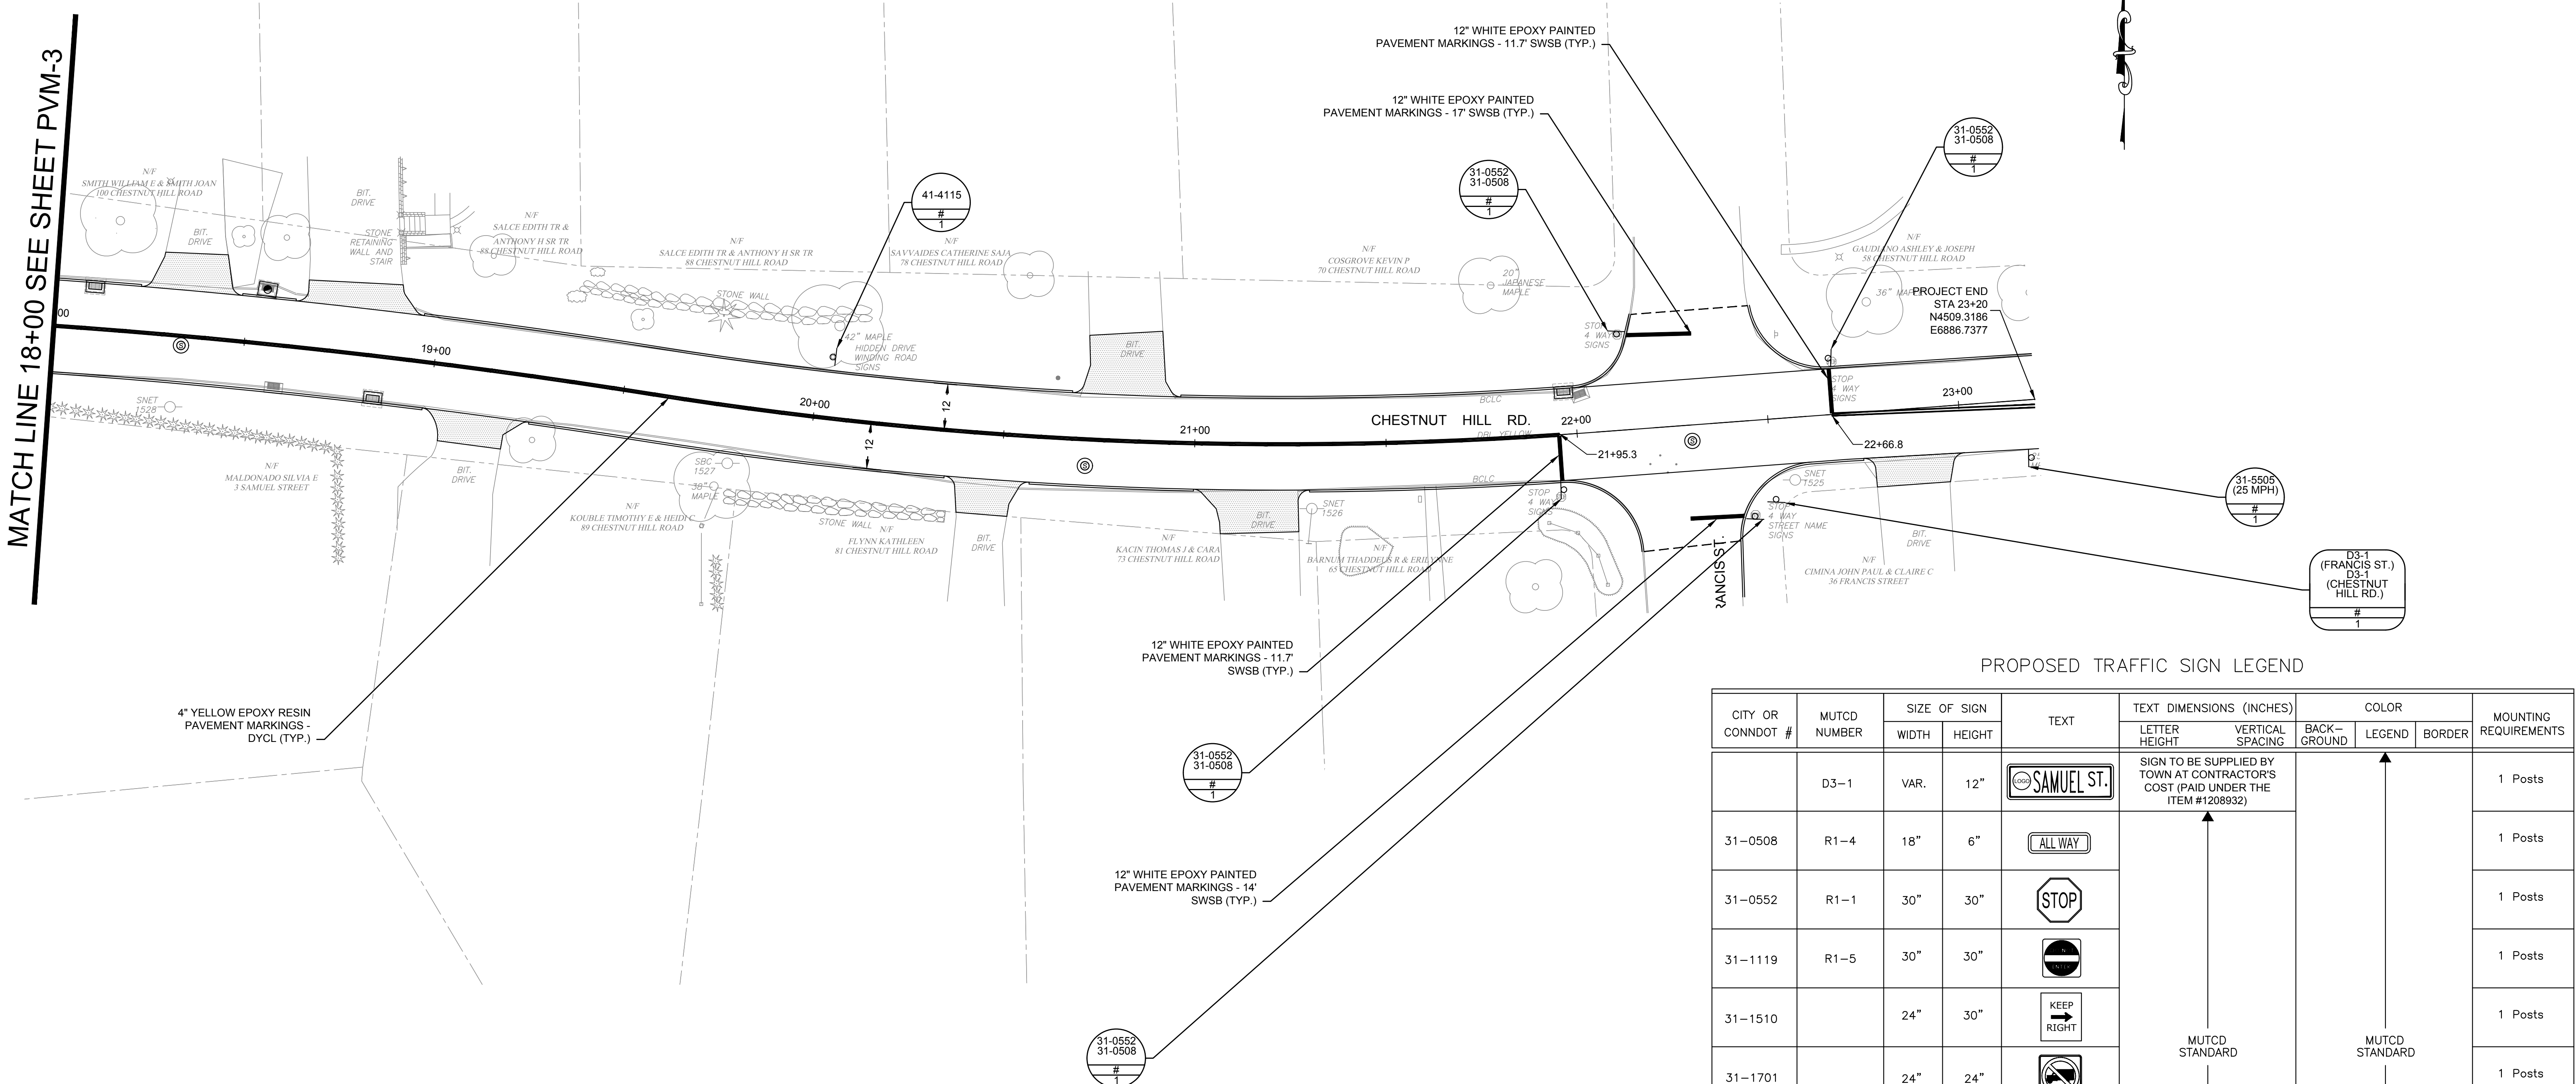 MATCH LINE 18+00 SEE SHEET PVM-3
12" WHITE EPOXY PAINTED
PAVEMENT MARKINGS - 11.7' SWSB (TYP.)
12" WHITE EPOXY PAINTED
PAVEMENT MARKINGS - 17' SWSB (TYP.)
31-0552
31-0508
#
1
31-0552
31-0508
#
1
41-4115
#
1
N/F
SMITH WILLIAM E & SMITH JOAN
100 CHESTNUT HILL ROAD
BIT.
DRIVE
BIT.
DRIVE
STONE
RETAINING
WALL AND
STAIR
N/F
SALCE EDITH TR &
ANTHONY H SR TR
88 CHESTNUT HILL ROAD
N/F
SALCE EDITH TR & ANTHONY H SR TR
88 CHESTNUT HILL ROAD
STONE WALL
N/F
SAVVAIDES CATHERINE SAJA
78 CHESTNUT HILL ROAD
42" MAPLE
HIDDEN DRIVE
WINDING ROAD
SIGNS
BIT.
DRIVE
N/F
COSGROVE KEVIN P
70 CHESTNUT HILL ROAD
20"
JAPANESE
MAPLE
STOP
4 WAY
SIGNS
N/F
GAUDIANO ASHLEY & JOSEPH
58 CHESTNUT HILL ROAD
36" MAPLE
PROJECT END
STA 23+20
N4509.3186
E6886.7377
STOP
4 WAY
SIGNS
00
S
19+00
20+00
12
12
21+00
CHESTNUT HILL RD.
DBL YELLOW
BCLC
22+00
23+00
21+95.3
22+66.8
S
S
BCLC
SNET
1528
N/F
MALDONADO SILVIA E
3 SAMUEL STREET
BIT.
DRIVE
SBC
1527
38"
MAPLE
N/F
KOUBLE TIMOTHY E & HEIDI C
89 CHESTNUT HILL ROAD
STONE WALL
N/F
FLYNN KATHLEEN
81 CHESTNUT HILL ROAD
BIT.
DRIVE
N/F
KACIN THOMAS J & CARA
73 CHESTNUT HILL ROAD
BIT.
DRIVE
SNET
1526
N/F
BARNUM THADDEUS R & ERILYNNE
65 CHESTNUT HILL ROAD
STOP
4 WAY
SIGNS
RANCIS ST.
STOP
4 WAY
STREET NAME
SIGNS
SNET
1525
BIT.
DRIVE
N/F
CIMINA JOHN PAUL & CLAIRE C
36 FRANCIS STREET
31-5505
(25 MPH)
#
1
D3-1
(FRANCIS ST.)
D3-1
(CHESTNUT
HILL RD.)
#
1
4" YELLOW EPOXY RESIN
PAVEMENT MARKINGS -
DYCL (TYP.)
12" WHITE EPOXY PAINTED
PAVEMENT MARKINGS - 11.7'
SWSB (TYP.)
31-0552
31-0508
#
1
12" WHITE EPOXY PAINTED
PAVEMENT MARKINGS - 14'
SWSB (TYP.)
31-0552
31-0508
#
1
PROPOSED TRAFFIC SIGN LEGEND
CITY OR CONNDOT # MUTCD NUMBER SIZE OF SIGN TEXT TEXT DIMENSIONS (INCHES) COLOR MOUNTING REQUIREMENTS
WIDTH HEIGHT LETTER HEIGHT VERTICAL SPACING BACK-GROUND LEGEND BORDER
D3-1 VAR. 12" LOGO SAMUEL ST. 1 Posts
SIGN TO BE SUPPLIED BY
TOWN AT CONTRACTOR'S
COST (PAID UNDER THE
ITEM #1208932)
31-0508 R1-4 18" 6" ALL WAY 1 Posts
31-0552 R1-1 30" 30" STOP 1 Posts
31-1119 R1-5 30" 30" ENTER 1 Posts
31-1510 24" 30" KEEP RIGHT 1 Posts
MUTCD STANDARD MUTCD STANDARD
31-1701 24" 24" 1 Posts